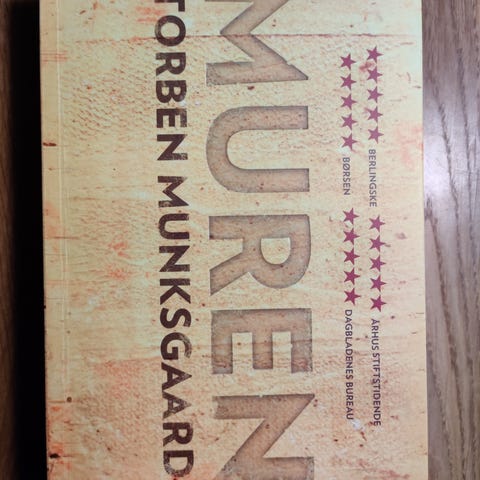 ★★★★★ BERLINGSKE ★★★★★ ÅRHUS STIFTSTIDENDE
★★★★★ BØRSEN ★★★★★ DAGBLADENES BUREAU
MUREN
TORBEN MUNKSGAARD